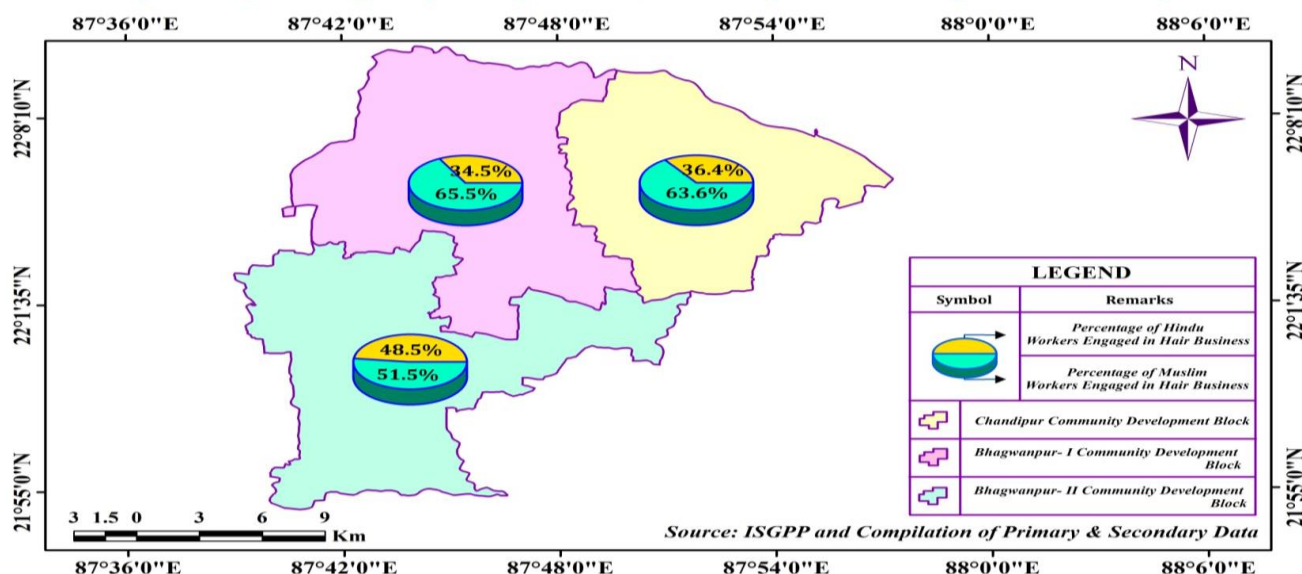 87°36'0"E 87°42'0"E 87°48'0"E 87°54'0"E 88°0'0"E 88°6'0"E
N
22°8'10"N
22°8'10"N
34.5%
65.5%
36.4%
63.6%
48.5%
51.5%
22°1'35"N
22°1'35"N
21°55'0"N
21°55'0"N
LEGEND
Symbol Remarks
Percentage of Hindu
Workers Engaged in Hair Business
Percentage of Muslim
Workers Engaged in Hair Business
Chandipur Community Development Block
Bhagwanpur- I Community Development
Block
Bhagwanpur- II Community Development
Block
3 1.5 0 3 6 9
Km
Source: ISGPP and Compilation of Primary & Secondary Data
87°36'0"E 87°42'0"E 87°48'0"E 87°54'0"E 88°0'0"E 88°6'0"E